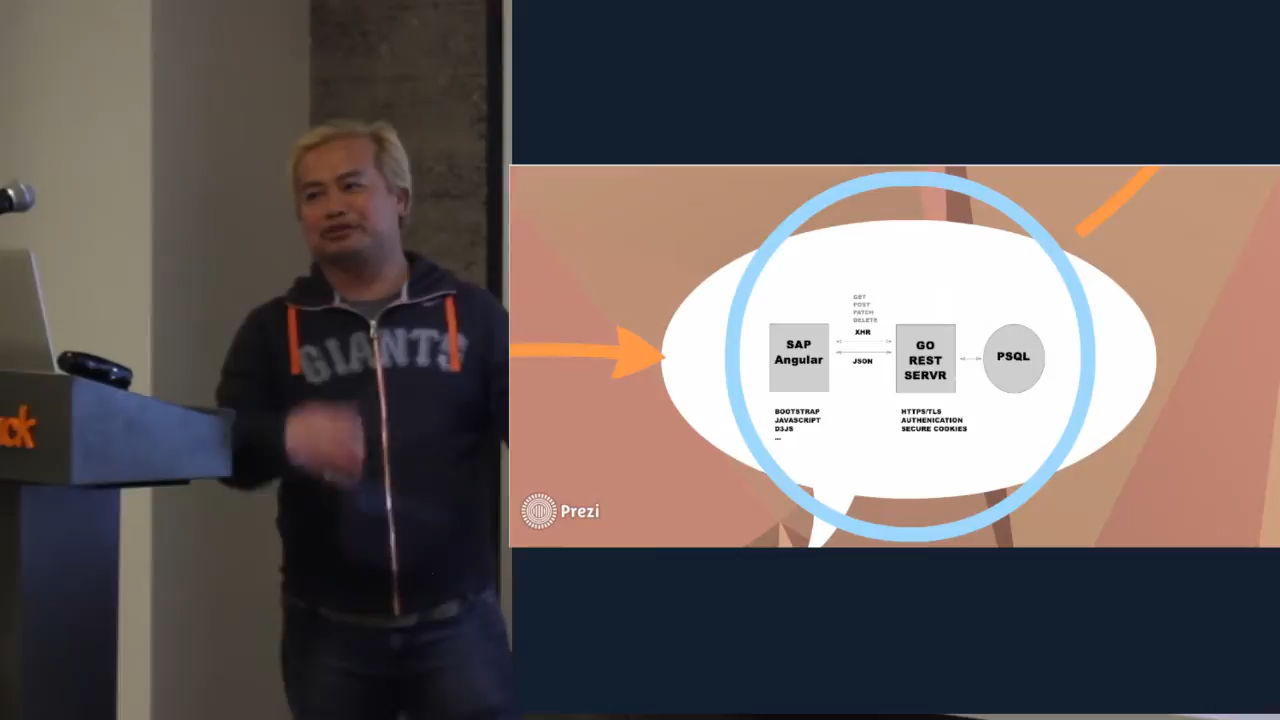 GIANTS
ck
GET
POST
PATCH
DELETE
XHR
JSON
SAP
Angular
GO
REST
SERVR
PSQL
BOOTSTRAP
JAVASCRIPT
D3JS
...
HTTPS/TLS
AUTHENICATION
SECURE COOKIES
Prezi